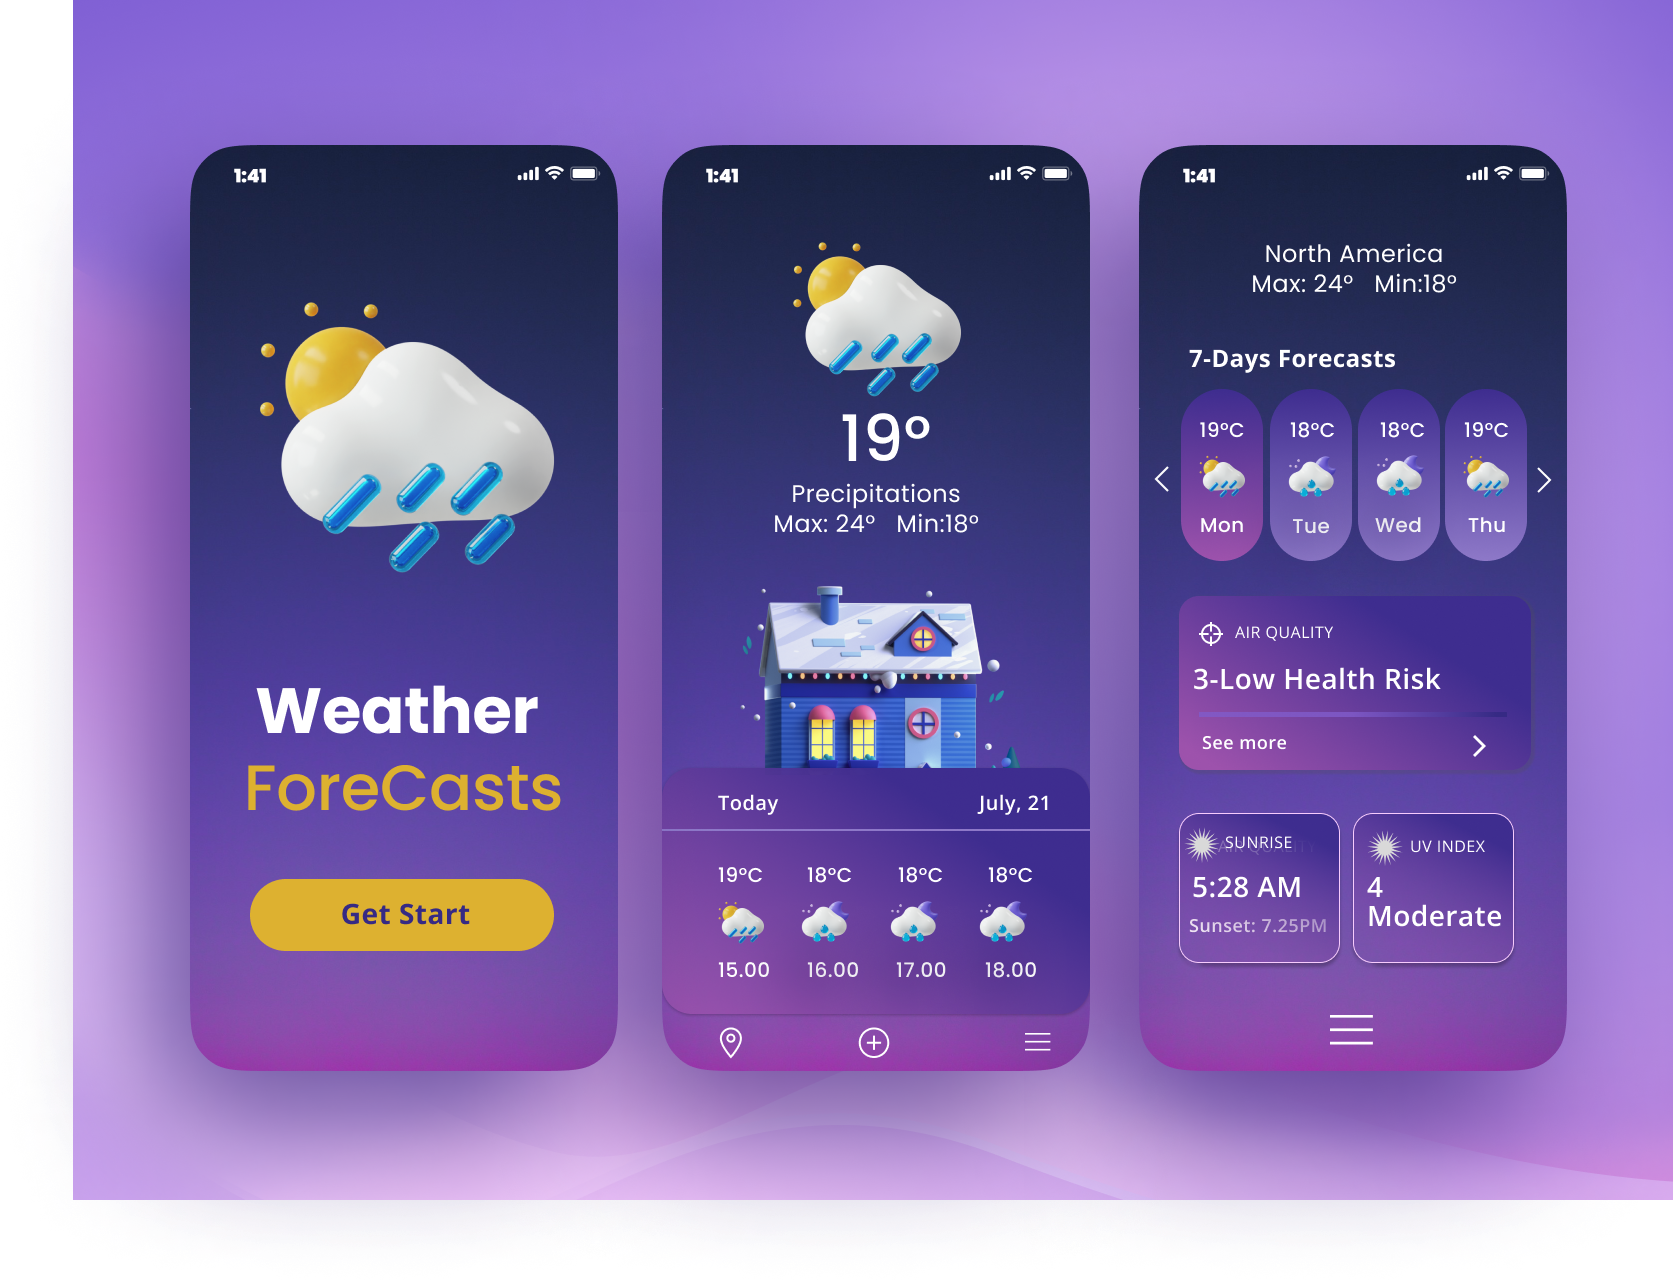 1:41
Weather
ForeCasts
Get Start
1:41
19°
Precipitations
Max: 24° Min:18°
Today July, 21
19°C 18°C 18°C 18°C
15.00 16.00 17.00 18.00
1:41
North America
Max: 24° Min:18°
7-Days Forecasts
19°C 18°C 18°C 19°C
Mon Tue Wed Thu
AIR QUALITY
3-Low Health Risk
See more
SUNRISE
AIR QUALITY
5:28 AM
Sunset: 7.25PM
UV INDEX
4
Moderate